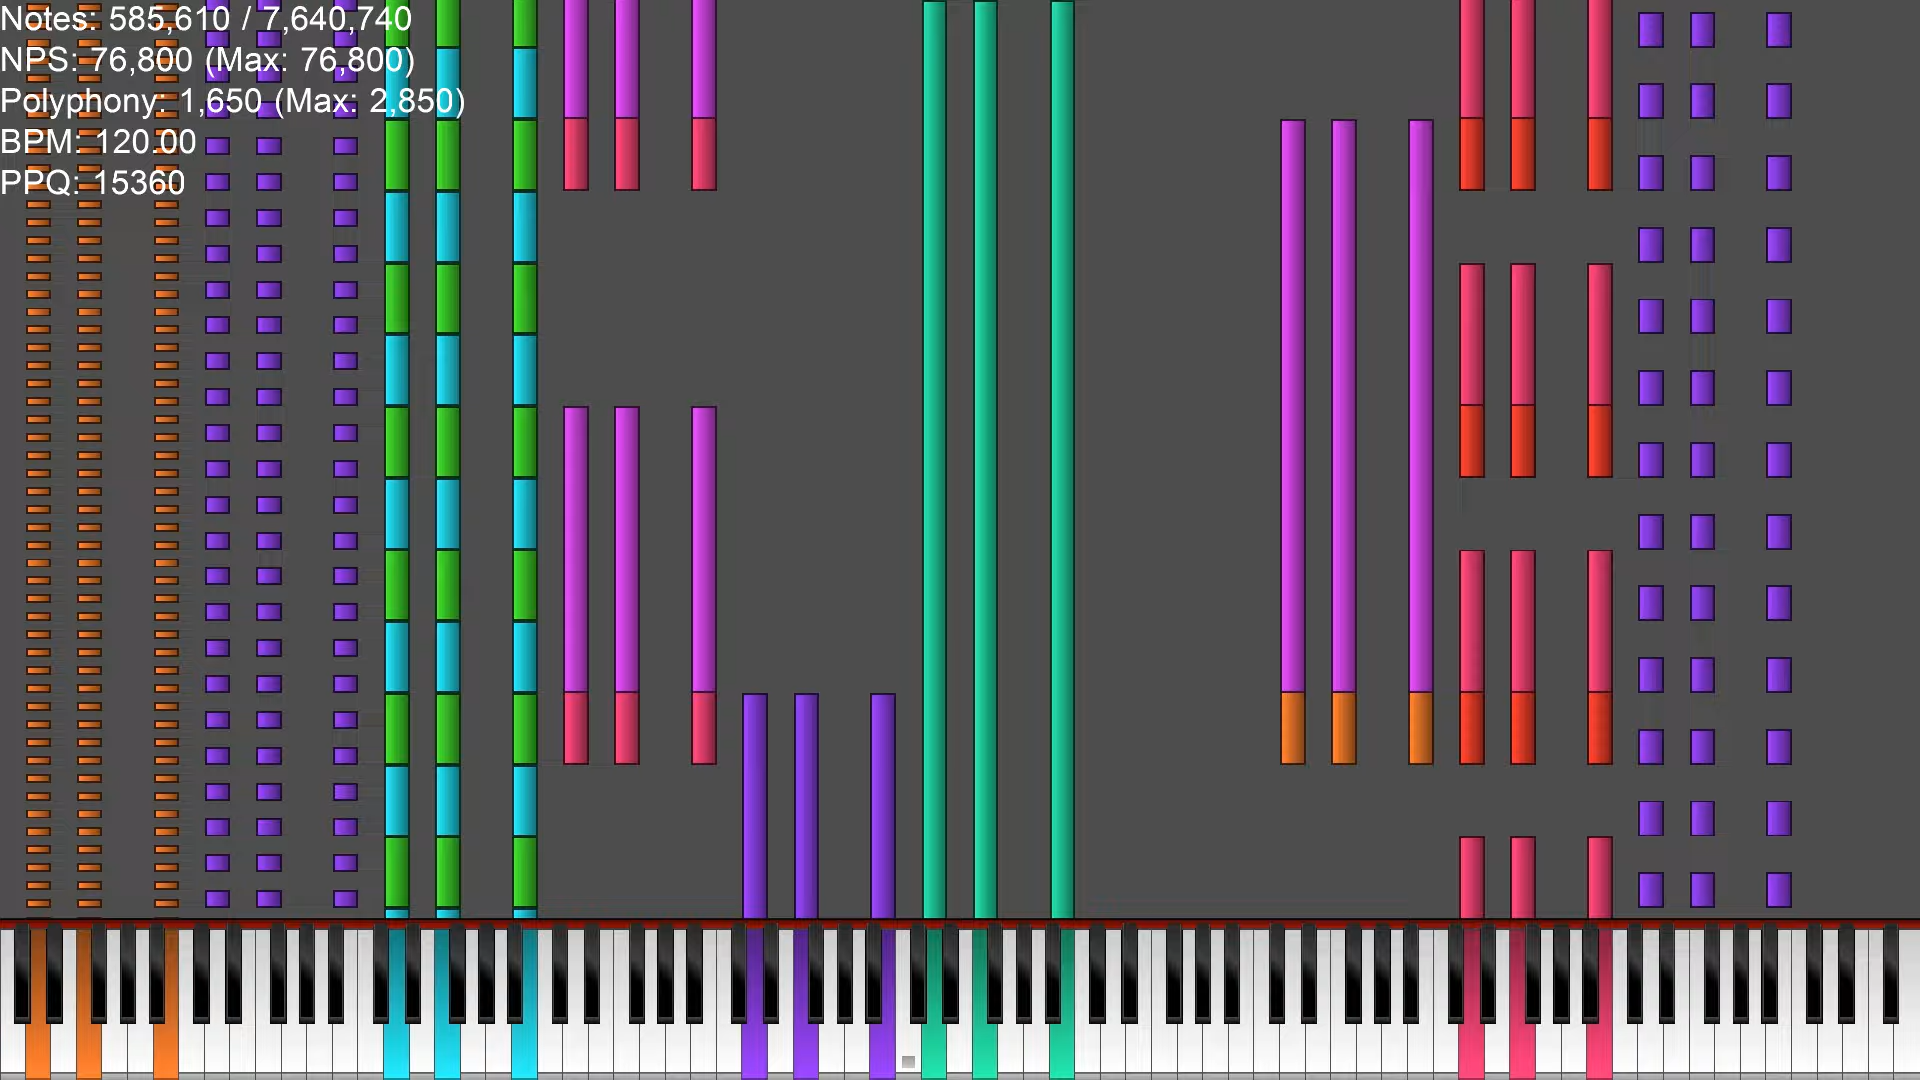 Notes: 585,610 / 7,640,740
NPS: 76,800 (Max: 76,800)
Polyphony: 1,650 (Max: 2,850)
BPM: 120.00
PPQ: 15360